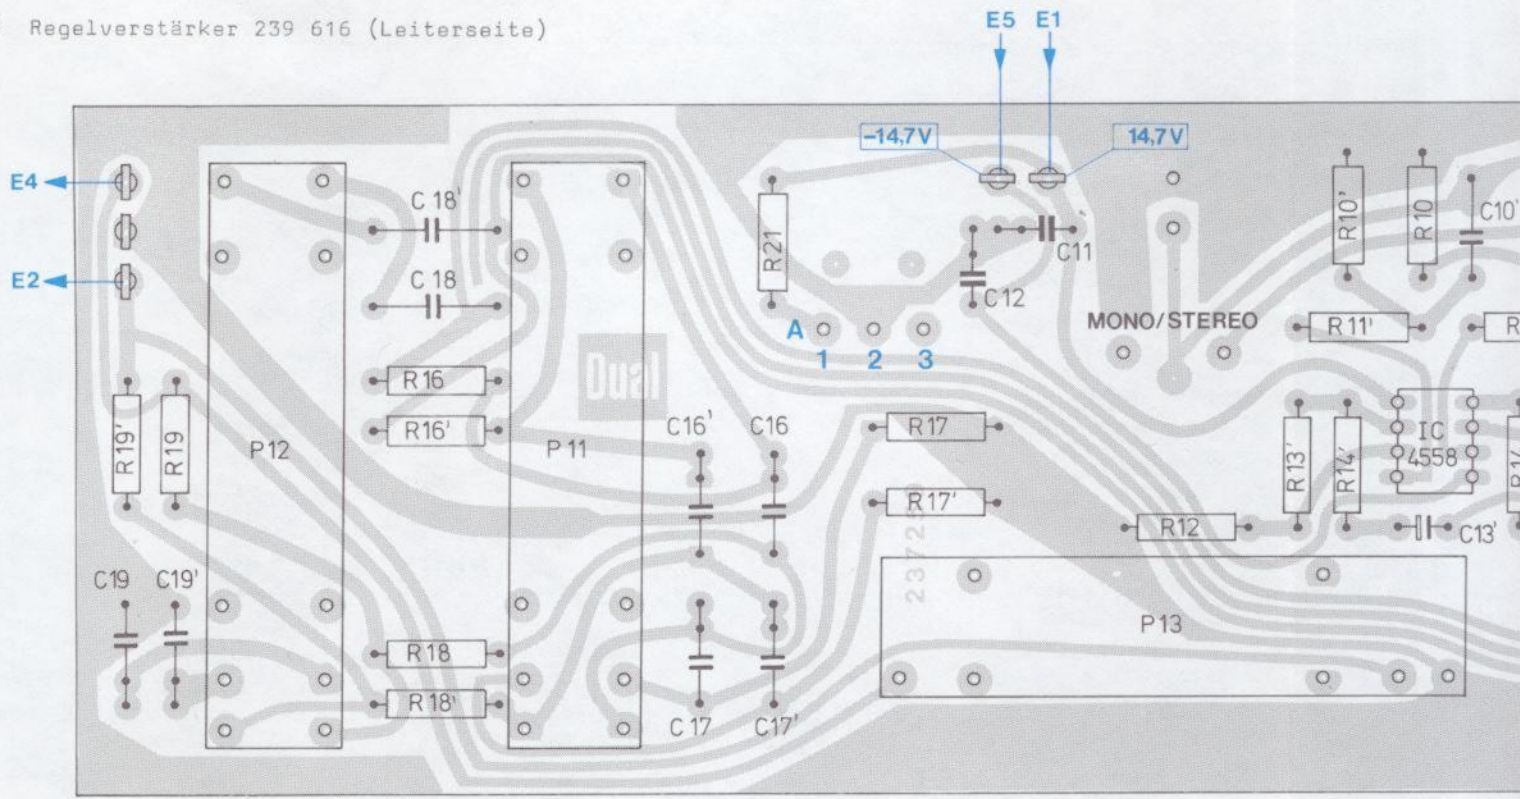 Regelverstärker 239 616 (Leiterseite)
E5 E1
-14,7V 14,7V
E4
E2
C 18'
C 18
R21
C11
C12
A
1 2 3
MONO/STEREO
R10'
R10
C10'
R11'
R
Dual
R16
R16'
R19'
R19
P12
P11
C16' C16
R17
R17'
R12
R13'
R14'
IC
4558
R14
C13'
C19 C19'
P13
R18
R18'
C17 C17'